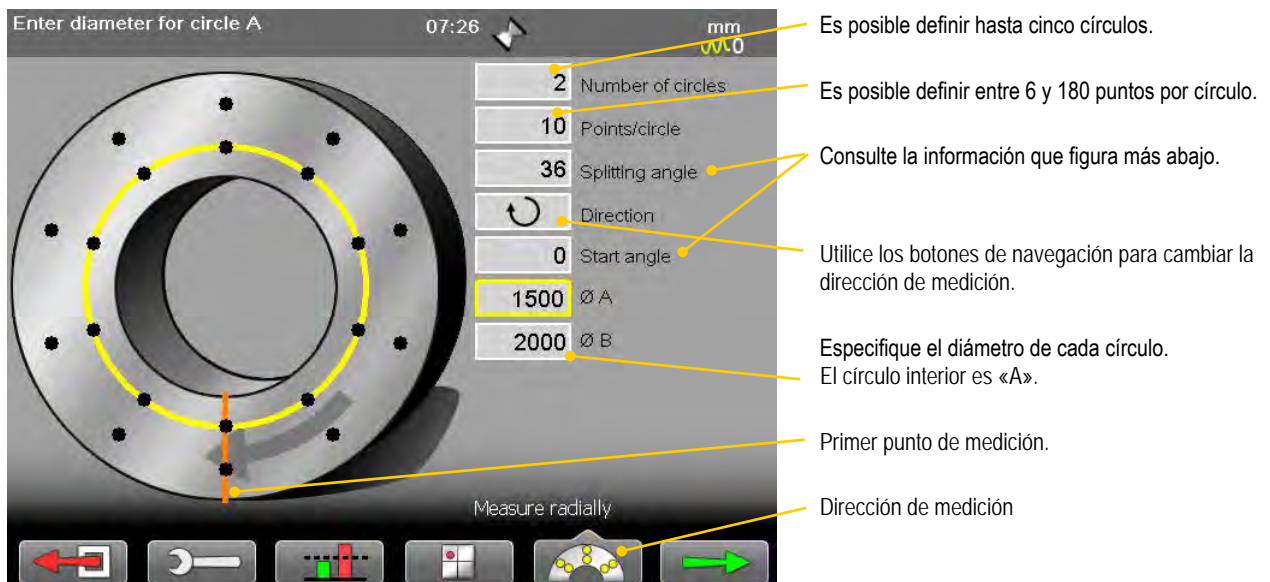 Enter diameter for circle A
07:26
mm
0
2 Number of circles
10 Points/circle
36 Splitting angle
Direction
0 Start angle
1500 Ø A
2000 Ø B
Measure radially
Es posible definir hasta cinco círculos.
Es posible definir entre 6 y 180 puntos por círculo.
Consulte la información que figura más abajo.
Utilice los botones de navegación para cambiar la
dirección de medición.
Especifique el diámetro de cada círculo.
El círculo interior es «A».
Primer punto de medición.
Dirección de medición